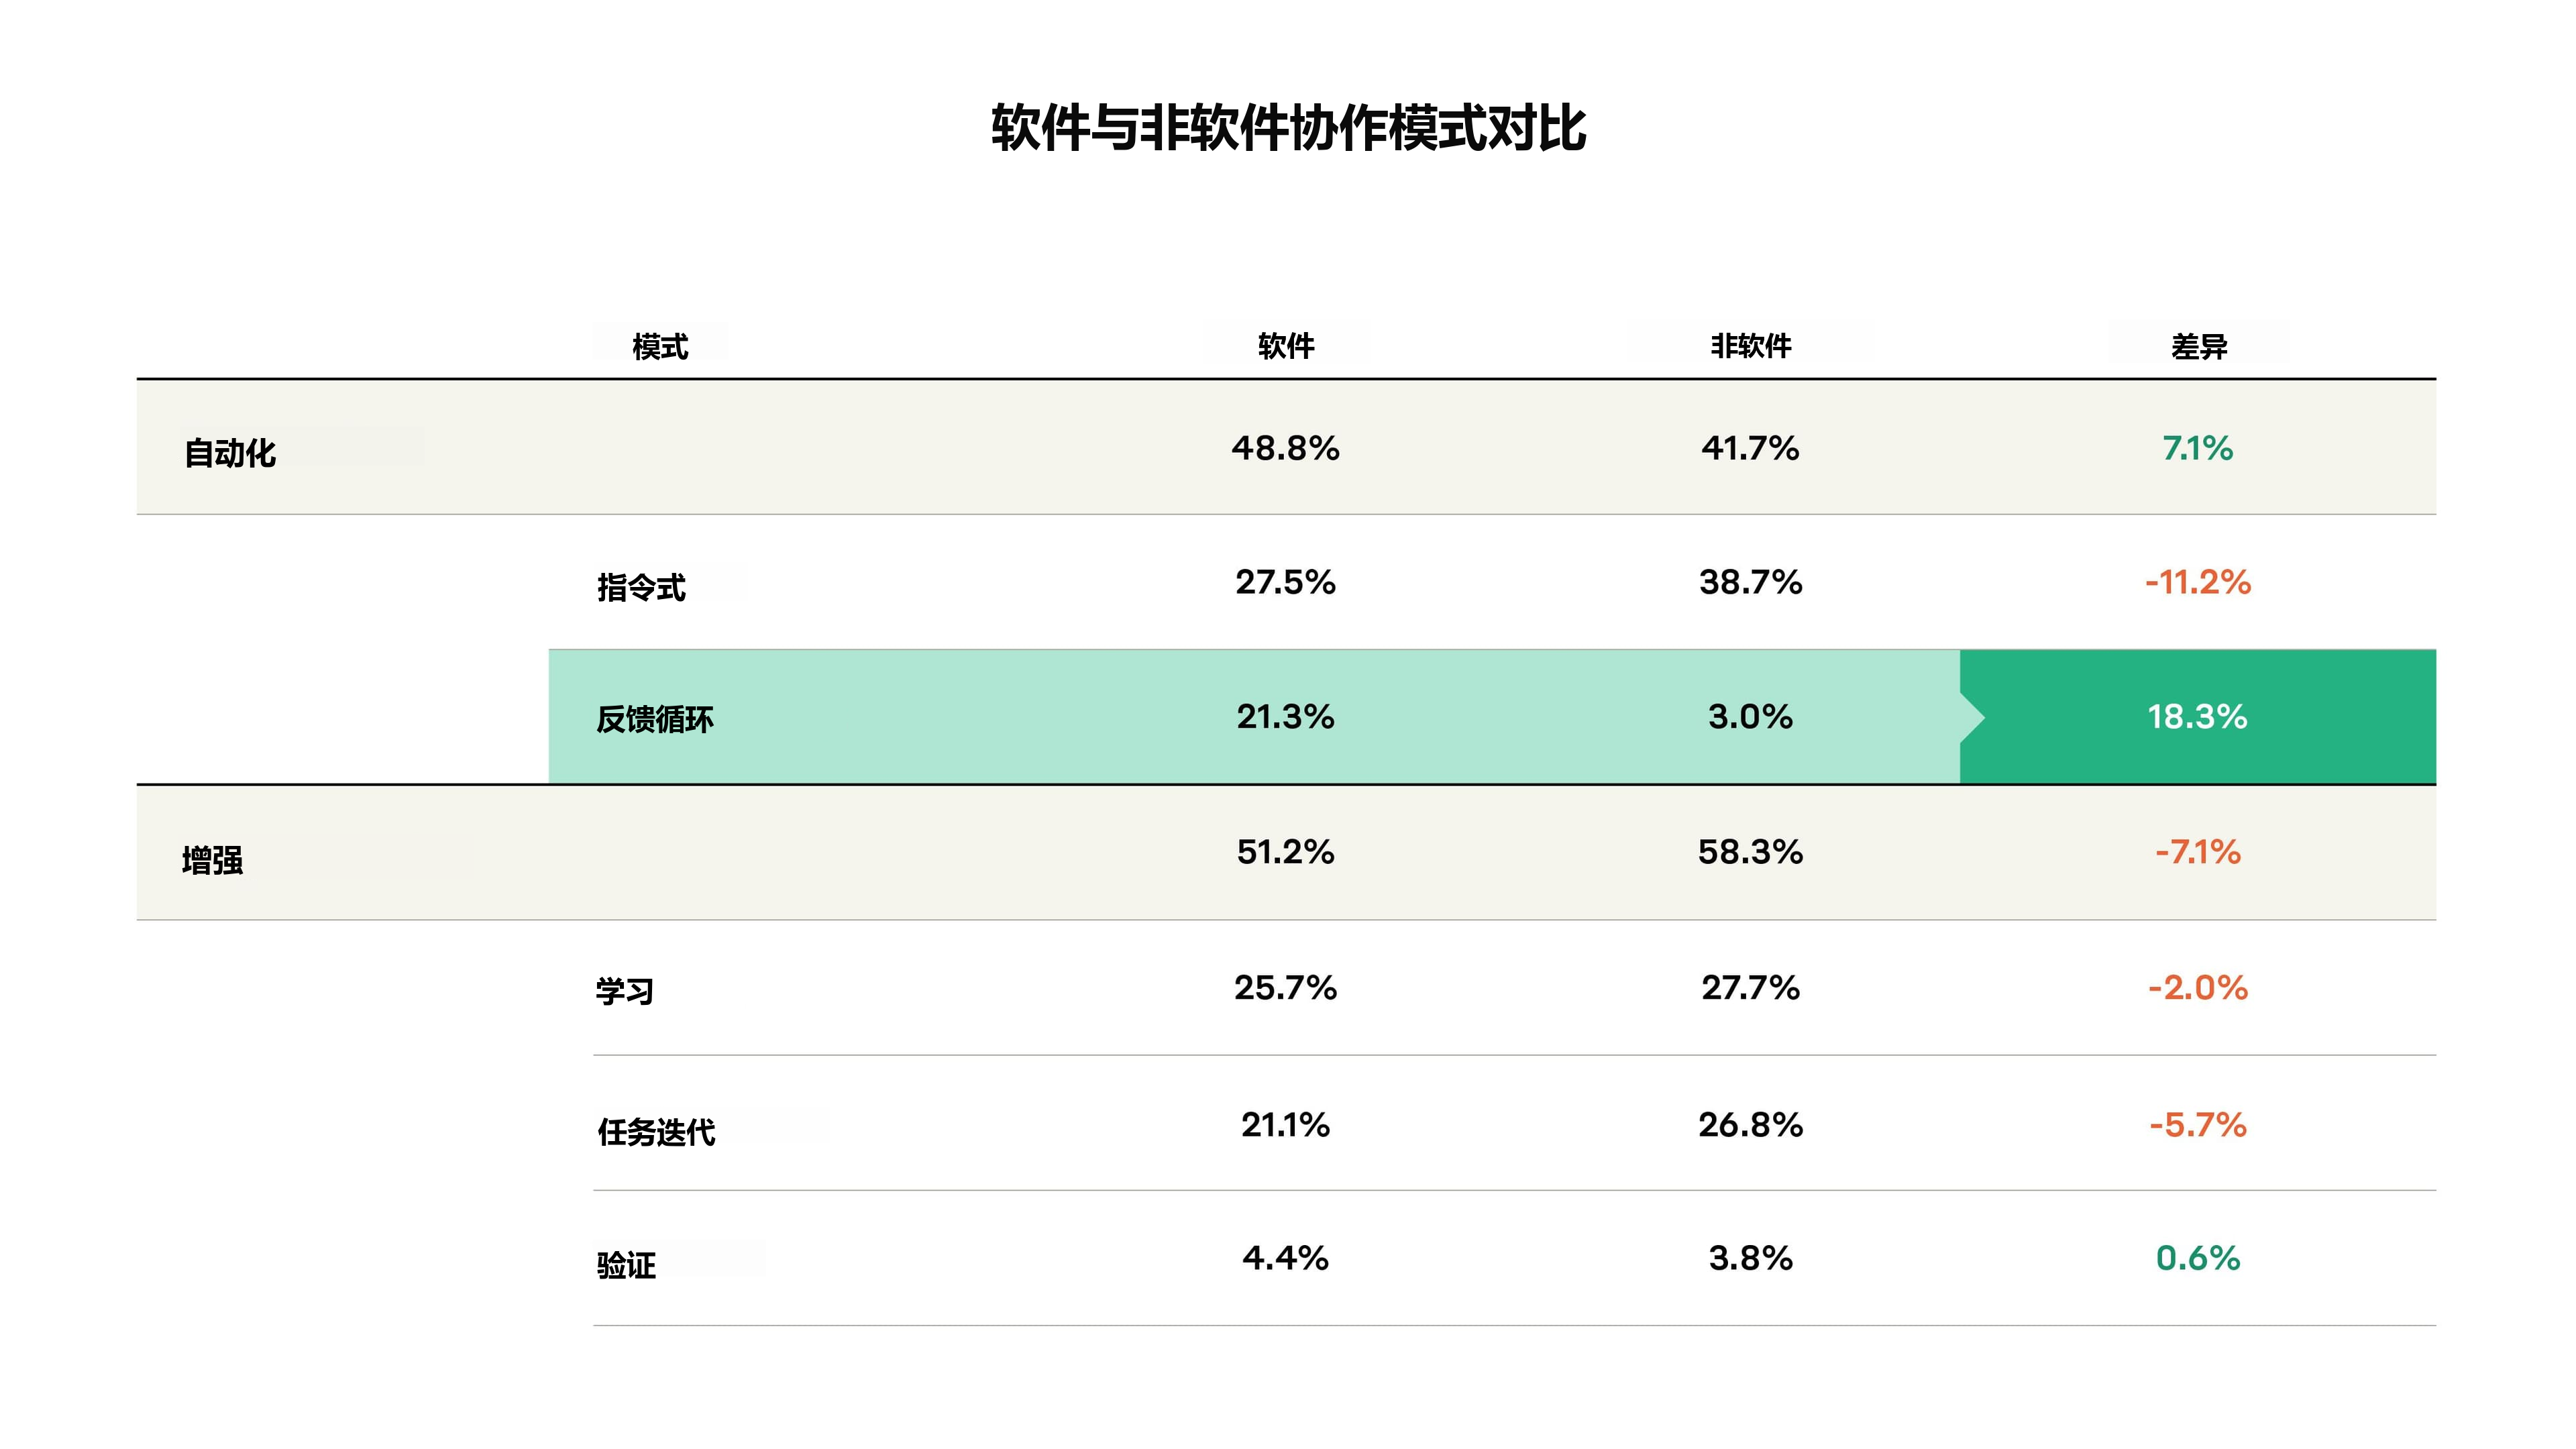 软件与非软件协作模式对比
模式 软件 非软件 差异
自动化 48.8% 41.7% 7.1%
指令式 27.5% 38.7% -11.2%
反馈循环 21.3% 3.0% 18.3%
增强 51.2% 58.3% -7.1%
学习 25.7% 27.7% -2.0%
任务迭代 21.1% 26.8% -5.7%
验证 4.4% 3.8% 0.6%